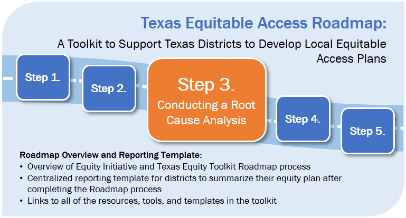 Texas Equitable Access Roadmap:
A Toolkit to Support Texas Districts to Develop Local Equitable
Access Plans
Step 1.
Step 2.
Step 3.
Conducting a Root
Cause Analysis
Step 4.
Step 5.
Roadmap Overview and Reporting Template:
• Overview of Equity Initiative and Texas Equity Toolkit Roadmap process
• Centralized reporting template for districts to summarize their equity plan after
completing the Roadmap process
• Links to all of the resources, tools, and templates in the toolkit